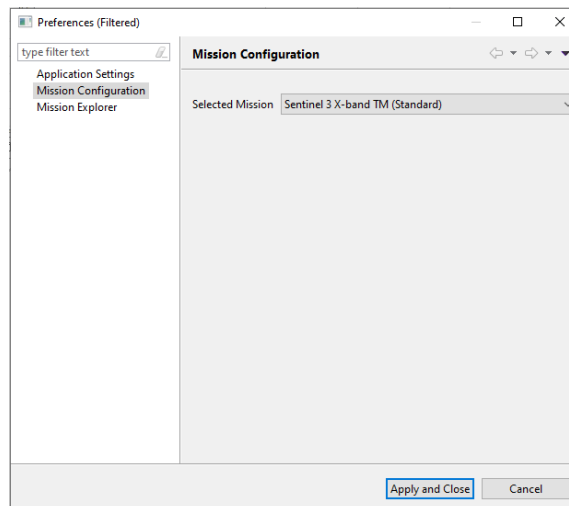 Preferences (Filtered)
type filter text
Application Settings
Mission Configuration
Mission Explorer
Mission Configuration
Selected Mission Sentinel 3 X-band TM (Standard)
Apply and Close Cancel